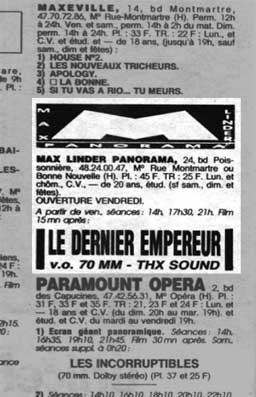 MAXEVILLE, 14, bd Montmartre,
47.70.72.86, Mº Rue-Montmartre (H). Perm. 12h
à 24h. Ven. et sam., perm. 14h à 2h du mat. Dim.
perm. 14h à 24h. Pl. : 33 F. TR. : 22 F : Lun., et
C.V. et étud. et — de 18 ans, (jusqu'à 19h, sauf
sam., dim et fêtes) :
1) HOUSE Nº2.
2) LES NOUVEAUX TRICHEURS.
3) APOLOGY.
4) ❑ LA BONNE.
5) SI TU VAS A RIO... TU MEURS.
MAX
LINDER
PANORAMA
MAX LINDER PANORAMA, 24, bd Pois-
sonnière, 48.24.00.47, Mº Rue Montmartre ou
Bonne Nouvelle (H). Pl. : 45 F. TR : 25 F. Lun. et
chôm., C.V., — de 20 ans, étud. (sf sam., dim. et
fêtes).
OUVERTURE VENDREDI.
A partir de ven, séances : 14h, 17h30, 21h. Film
15 mn après :
LE DERNIER EMPEREUR
v.o. 70 MM - THX SOUND
PARAMOUNT OPERA 2, bd
des Capucines, 47.42.56.31, Mº Opéra (H). Pl. :
31 F, 33 F et 35 F. TR : 21, 23 F et 24 F : Lun. et
— 18 ans et C.V. (du dim. 20h au mar. 19h). et
étud. et C.V. du mardi au vendredi 19h.
1) Ecran géant panoramique. Séances : 14h,
16h35, 19h10, 21h45. Film 30 mn après. Sam.
séances suppl. à 0h20 :
LES INCORRUPTIBLES
(70 mm. Dolby stéréo) (Pl. 37 et 25 F)
2) Séances : 14h10, 16h10, 18h10, 20h10, 22h10